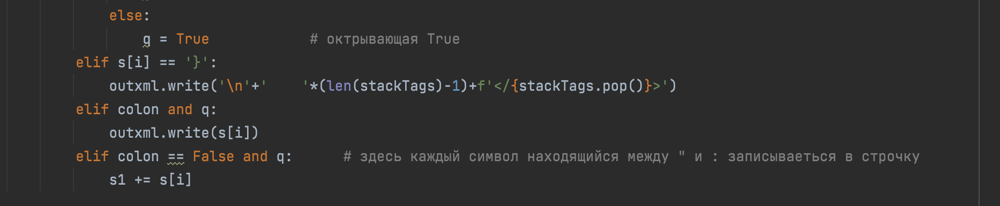 else:
q = True # октрывающая True
elif s[i] == '}':
outxml.write('\n'+'    '*(len(stackTags)-1)+f'</{stackTags.pop()}>')
elif colon and q:
outxml.write(s[i])
elif colon == False and q: # здесь каждый символ находящийся между " и : записываеться в строчку
s1 += s[i]